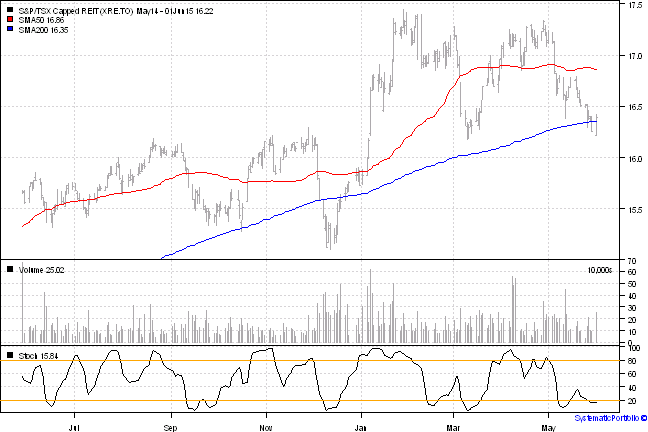 S&P/TSX Capped REIT(XRE.TO) May14 - 01Jun15 16.22
SMA50 16.86
SMA200 16.35
17.5
17.0
16.5
16.0
15.5
Volume 25.02
10,000s
70
60
50
40
30
20
10
0
Stoch 15.84
100
80
60
40
20
Jul Sep Nov Jan Mar May
SystematicPortfolio ©